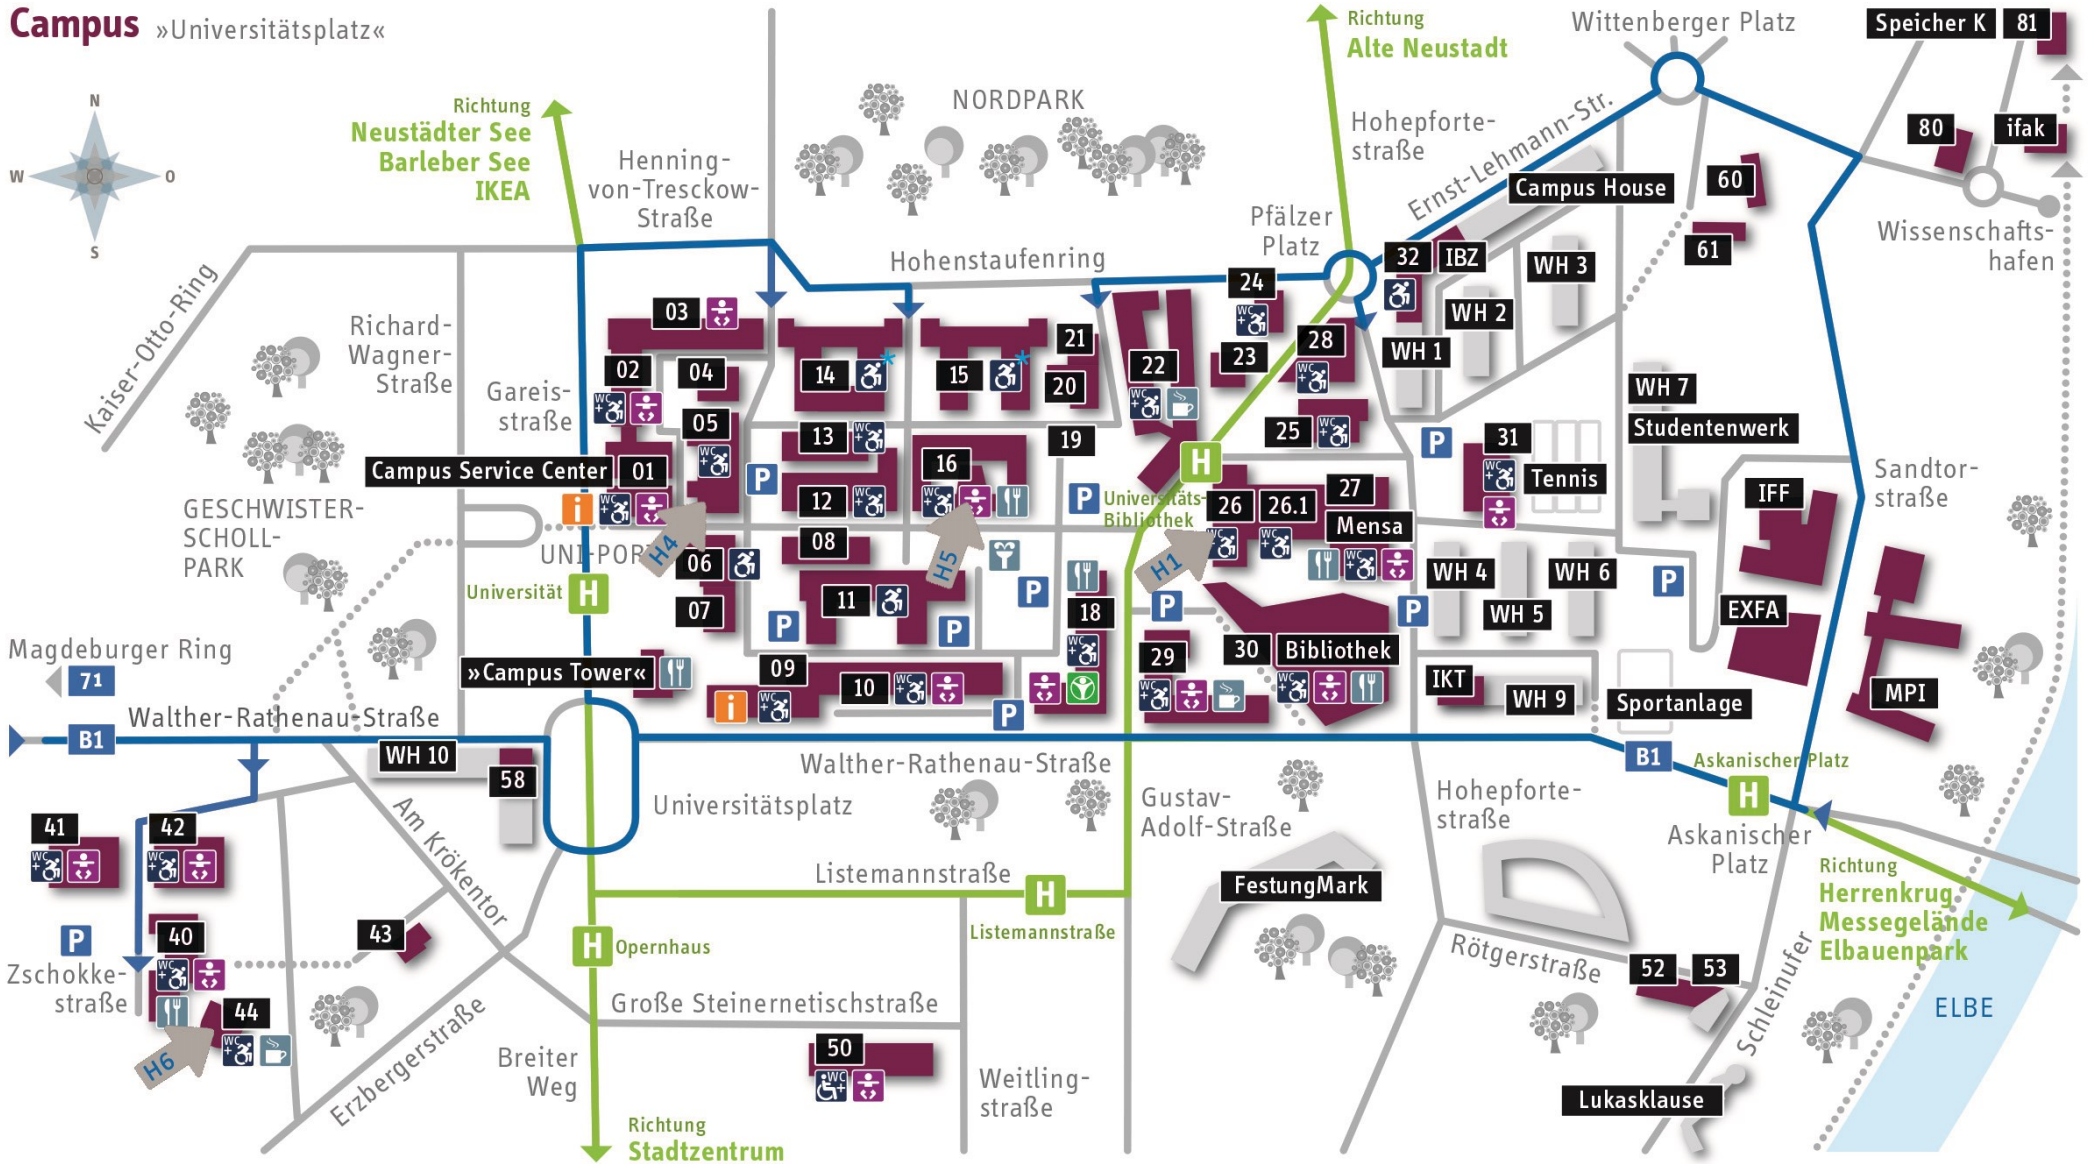 Campus »Universitätsplatz«
N
W
O
S
Richtung
Neustädter See
Barleber See
IKEA
Henning-
von-Tresckow-
Straße
NORDPARK
Richtung
Alte Neustadt
Hohepforte-
straße
Wittenberger Platz
Speicher K
81
80
ifak
Wissenschafts-
hafen
Ernst-Lehmann-Str.
Campus House
60
61
Pfälzer
Platz
Hohenstaufenring
Kaiser-Otto-Ring
Richard-
Wagner-
Straße
Gareis-
straße
GESCHWISTER-
SCHOLL-
PARK
32
IBZ
WH 3
WH 2
WH 1
24
03
02
04
05
14
*
15
*
21
20
22
23
28
25
13
19
16
12
08
Campus Service Center
01
i
WC
+
P
H
Universitäts-
Bibliothek
26
26.1
27
Mensa
31
Tennis
WH 7
Studentenwerk
IFF
Sandtor-
straße
UNI-PORT
H4
H5
H1
06
07
11
18
Universität
H
WH 4
WH 5
WH 6
P
EXFA
MPI
»Campus Tower«
09
10
i
29
30
Bibliothek
IKT
WH 9
Sportanlage
Magdeburger Ring
71
Walther-Rathenau-Straße
B1
WH 10
58
Walther-Rathenau-Straße
Universitätsplatz
Gustav-
Adolf-Straße
Hohepforte-
straße
B1
Askanischer Platz
H
Askanischer
Platz
Richtung
Herrenkrug
Messegelände
Elbauenpark
ELBE
41
42
Am Krökentor
Listemannstraße
H
Listemannstraße
FestungMark
P
40
43
44
Zschokke-
straße
H6
H
Opernhaus
Große Steinernetischstraße
Erzbergerstraße
Breiter
Weg
50
Weitling-
straße
Rötgerstraße
52
53
Schleinufer
Lukasklause
Richtung
Stadtzentrum